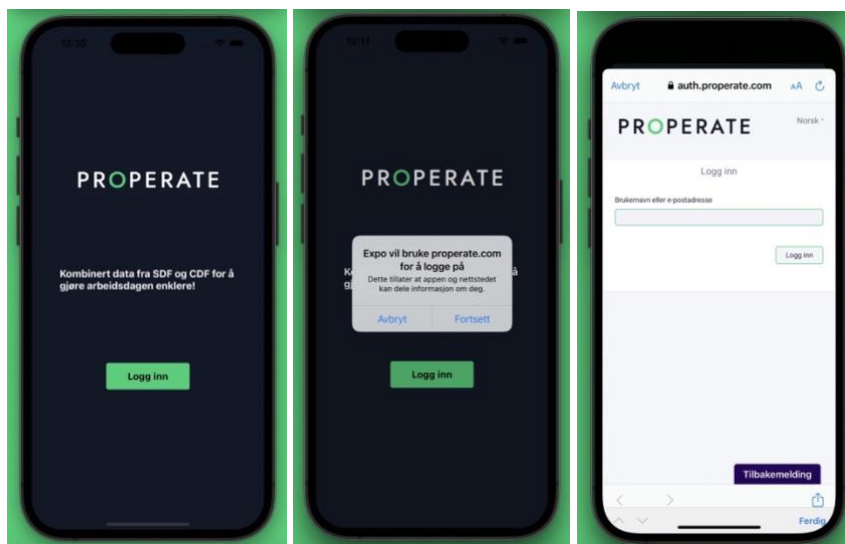 12:10
PROPERATE
Kombinert data fra SDF og CDF for å
gjøre arbeidsdagen enklere!
Logg inn
12:11
PROPERATE
Expo vil bruke properate.com
for å logge på
Dette tillater at appen og nettstedet
kan dele informasjon om deg.
Avbryt Fortsett
Logg inn
Avbryt auth.properate.com AA
PROPERATE Norsk
Logg inn
Brukernavn eller e-postadresse
Logg inn
Tilbakemelding
Ferdig